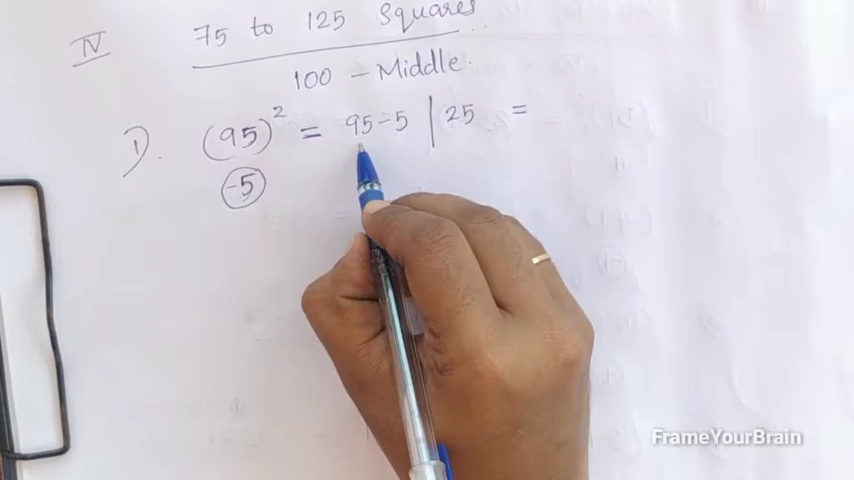 IV 75 to 125 Squares
100 - Middle.
1). (95)² = 95-5 | 25 =
-5
FrameYourBrain